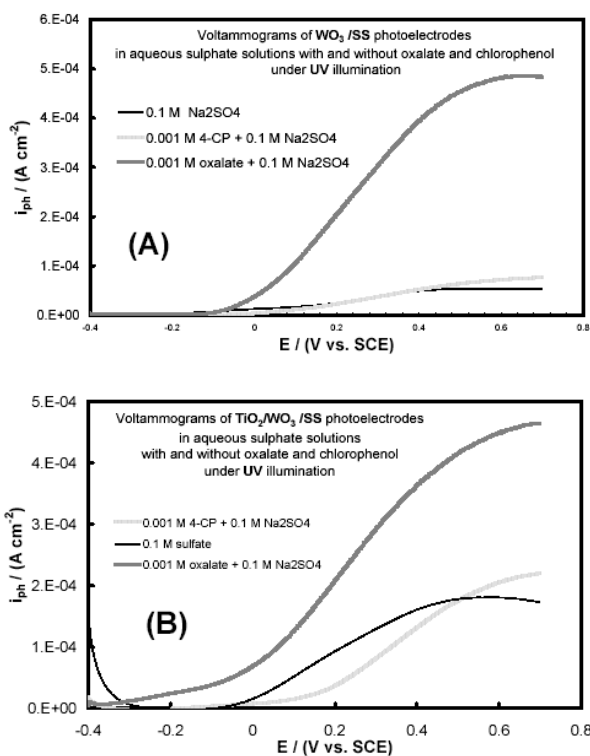 Voltammograms of WO3 /SS photoelectrodes
in aqueous sulphate solutions with and without oxalate and chlorophenol
under UV illumination
6.E-04
5.E-04
4.E-04
3.E-04
2.E-04
1.E-04
0.E+00
iph / (A cm-2)
0.1 M Na2SO4
0.001 M 4-CP + 0.1 M Na2SO4
0.001 M oxalate + 0.1 M Na2SO4
(A)
-0.4 -0.2 0 0.2 0.4 0.6 0.8
E / (V vs. SCE)
Voltammograms of TiO2/WO3 /SS photoelectrodes
in aqueous sulphate solutions
with and without oxalate and chlorophenol
under UV illumination
5.E-04
4.E-04
3.E-04
2.E-04
1.E-04
0.E+00
iph / (A cm-2)
0.001 M 4-CP + 0.1 M Na2SO4
0.1 M sulfate
0.001 M oxalate + 0.1 M Na2SO4
(B)
-0.4 -0.2 0 0.2 0.4 0.6 0.8
E / (V vs. SCE)